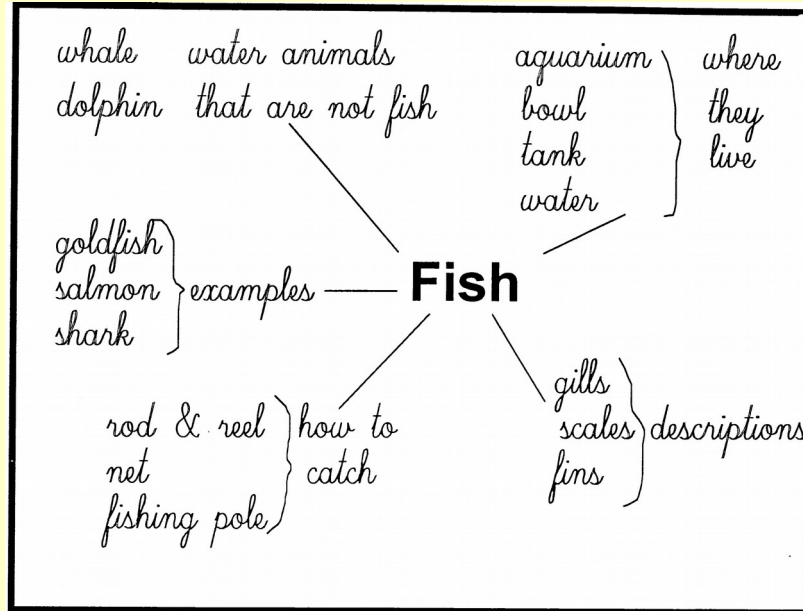 whale water animals
dolphin that are not fish
aquarium where
bowl they
tank live
water
goldfish
salmon examples
shark
Fish
gills
scales descriptions
fins
rod & reel how to
net catch
fishing pole